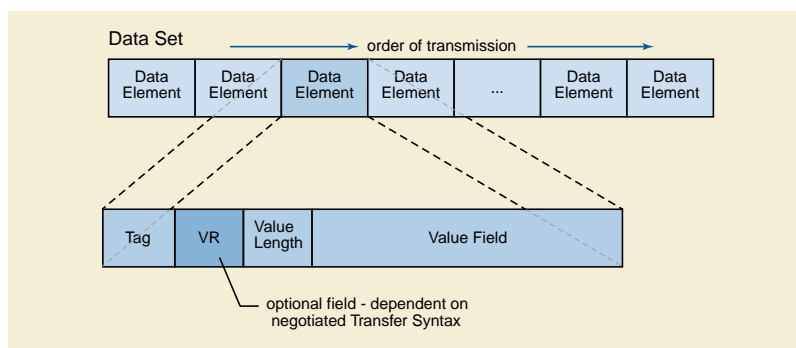 Data Set
order of transmission
Data Element
Data Element
Data Element
Data Element
...
Data Element
Data Element
Tag
VR
Value Length
Value Field
optional field - dependent on
negotiated Transfer Syntax